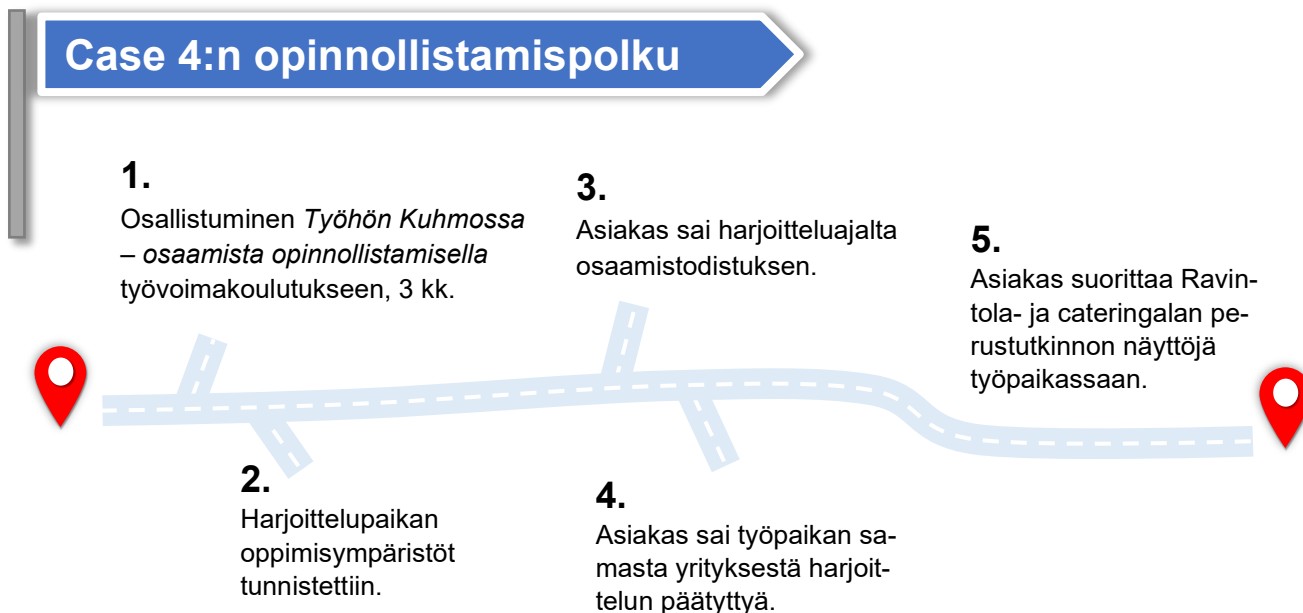 Case 4:n opinnollistamispolku
1.
Osallistuminen Työhön Kuhmossa
– osaamista opinnollistamisella
työvoimakoulutukseen, 3 kk.
2.
Harjoittelupaikan
oppimisympäristöt
tunnistettiin.
3.
Asiakas sai harjoitteluajalta
osaamistodistuksen.
4.
Asiakas sai työpaikan sa-
masta yrityksestä harjoit-
telun päätyttyä.
5.
Asiakas suorittaa Ravin-
tola- ja cateringalan pe-
rustutkinnon näyttöjä
työpaikassaan.